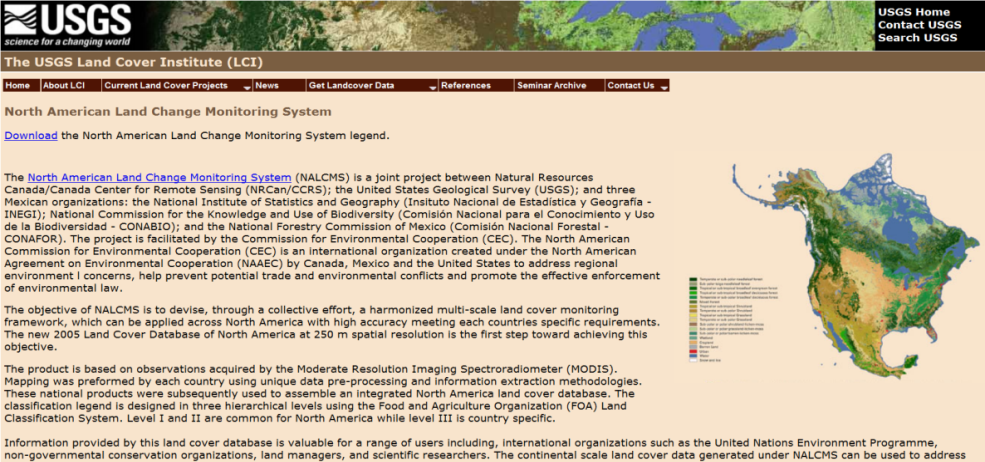 USGS
science for a changing world
USGS Home
Contact USGS
Search USGS
The USGS Land Cover Institute (LCI)
Home About LCI Current Land Cover Projects News Get Landcover Data References Seminar Archive Contact Us
North American Land Change Monitoring System
Download the North American Land Change Monitoring System legend.
The North American Land Change Monitoring System (NALCMS) is a joint project between Natural Resources
Canada/Canada Center for Remote Sensing (NRCan/CCRS); the United States Geological Survey (USGS); and three
Mexican organizations: the National Institute of Statistics and Geography (Insituto Nacional de Estadística y Geografía -
INEGI); National Commission for the Knowledge and Use of Biodiversity (Comisión Nacional para el Conocimiento y Uso
de la Biodiversidad - CONABIO); and the National Forestry Commission of Mexico (Comisión Nacional Forestal -
CONAFOR). The project is facilitated by the Commission for Environmental Cooperation (CEC). The North American
Commission for Environmental Cooperation (CEC) is an international organization created under the North American
Agreement on Environmental Cooperation (NAAEC) by Canada, Mexico and the United States to address regional
environment l concerns, help prevent potential trade and environmental conflicts and promote the effective enforcement
of environmental law.
The objective of NALCMS is to devise, through a collective effort, a harmonized multi-scale land cover monitoring
framework, which can be applied across North America with high accuracy meeting each countries specific requirements.
The new 2005 Land Cover Database of North America at 250 m spatial resolution is the first step toward achieving this
objective.
The product is based on observations acquired by the Moderate Resolution Imaging Spectroradiometer (MODIS).
Mapping was preformed by each country using unique data pre-processing and information extraction methodologies.
These national products were subsequently used to assemble an integrated North America land cover database. The
classification legend is designed in three hierarchical levels using the Food and Agriculture Organization (FOA) Land
Classification System. Level I and II are common for North America while level III is country specific.
Information provided by this land cover database is valuable for a range of users including, international organizations such as the United Nations Environment Programme,
non-governmental conservation organizations, land managers, and scientific researchers. The continental scale land cover data generated under NALCMS can be used to address